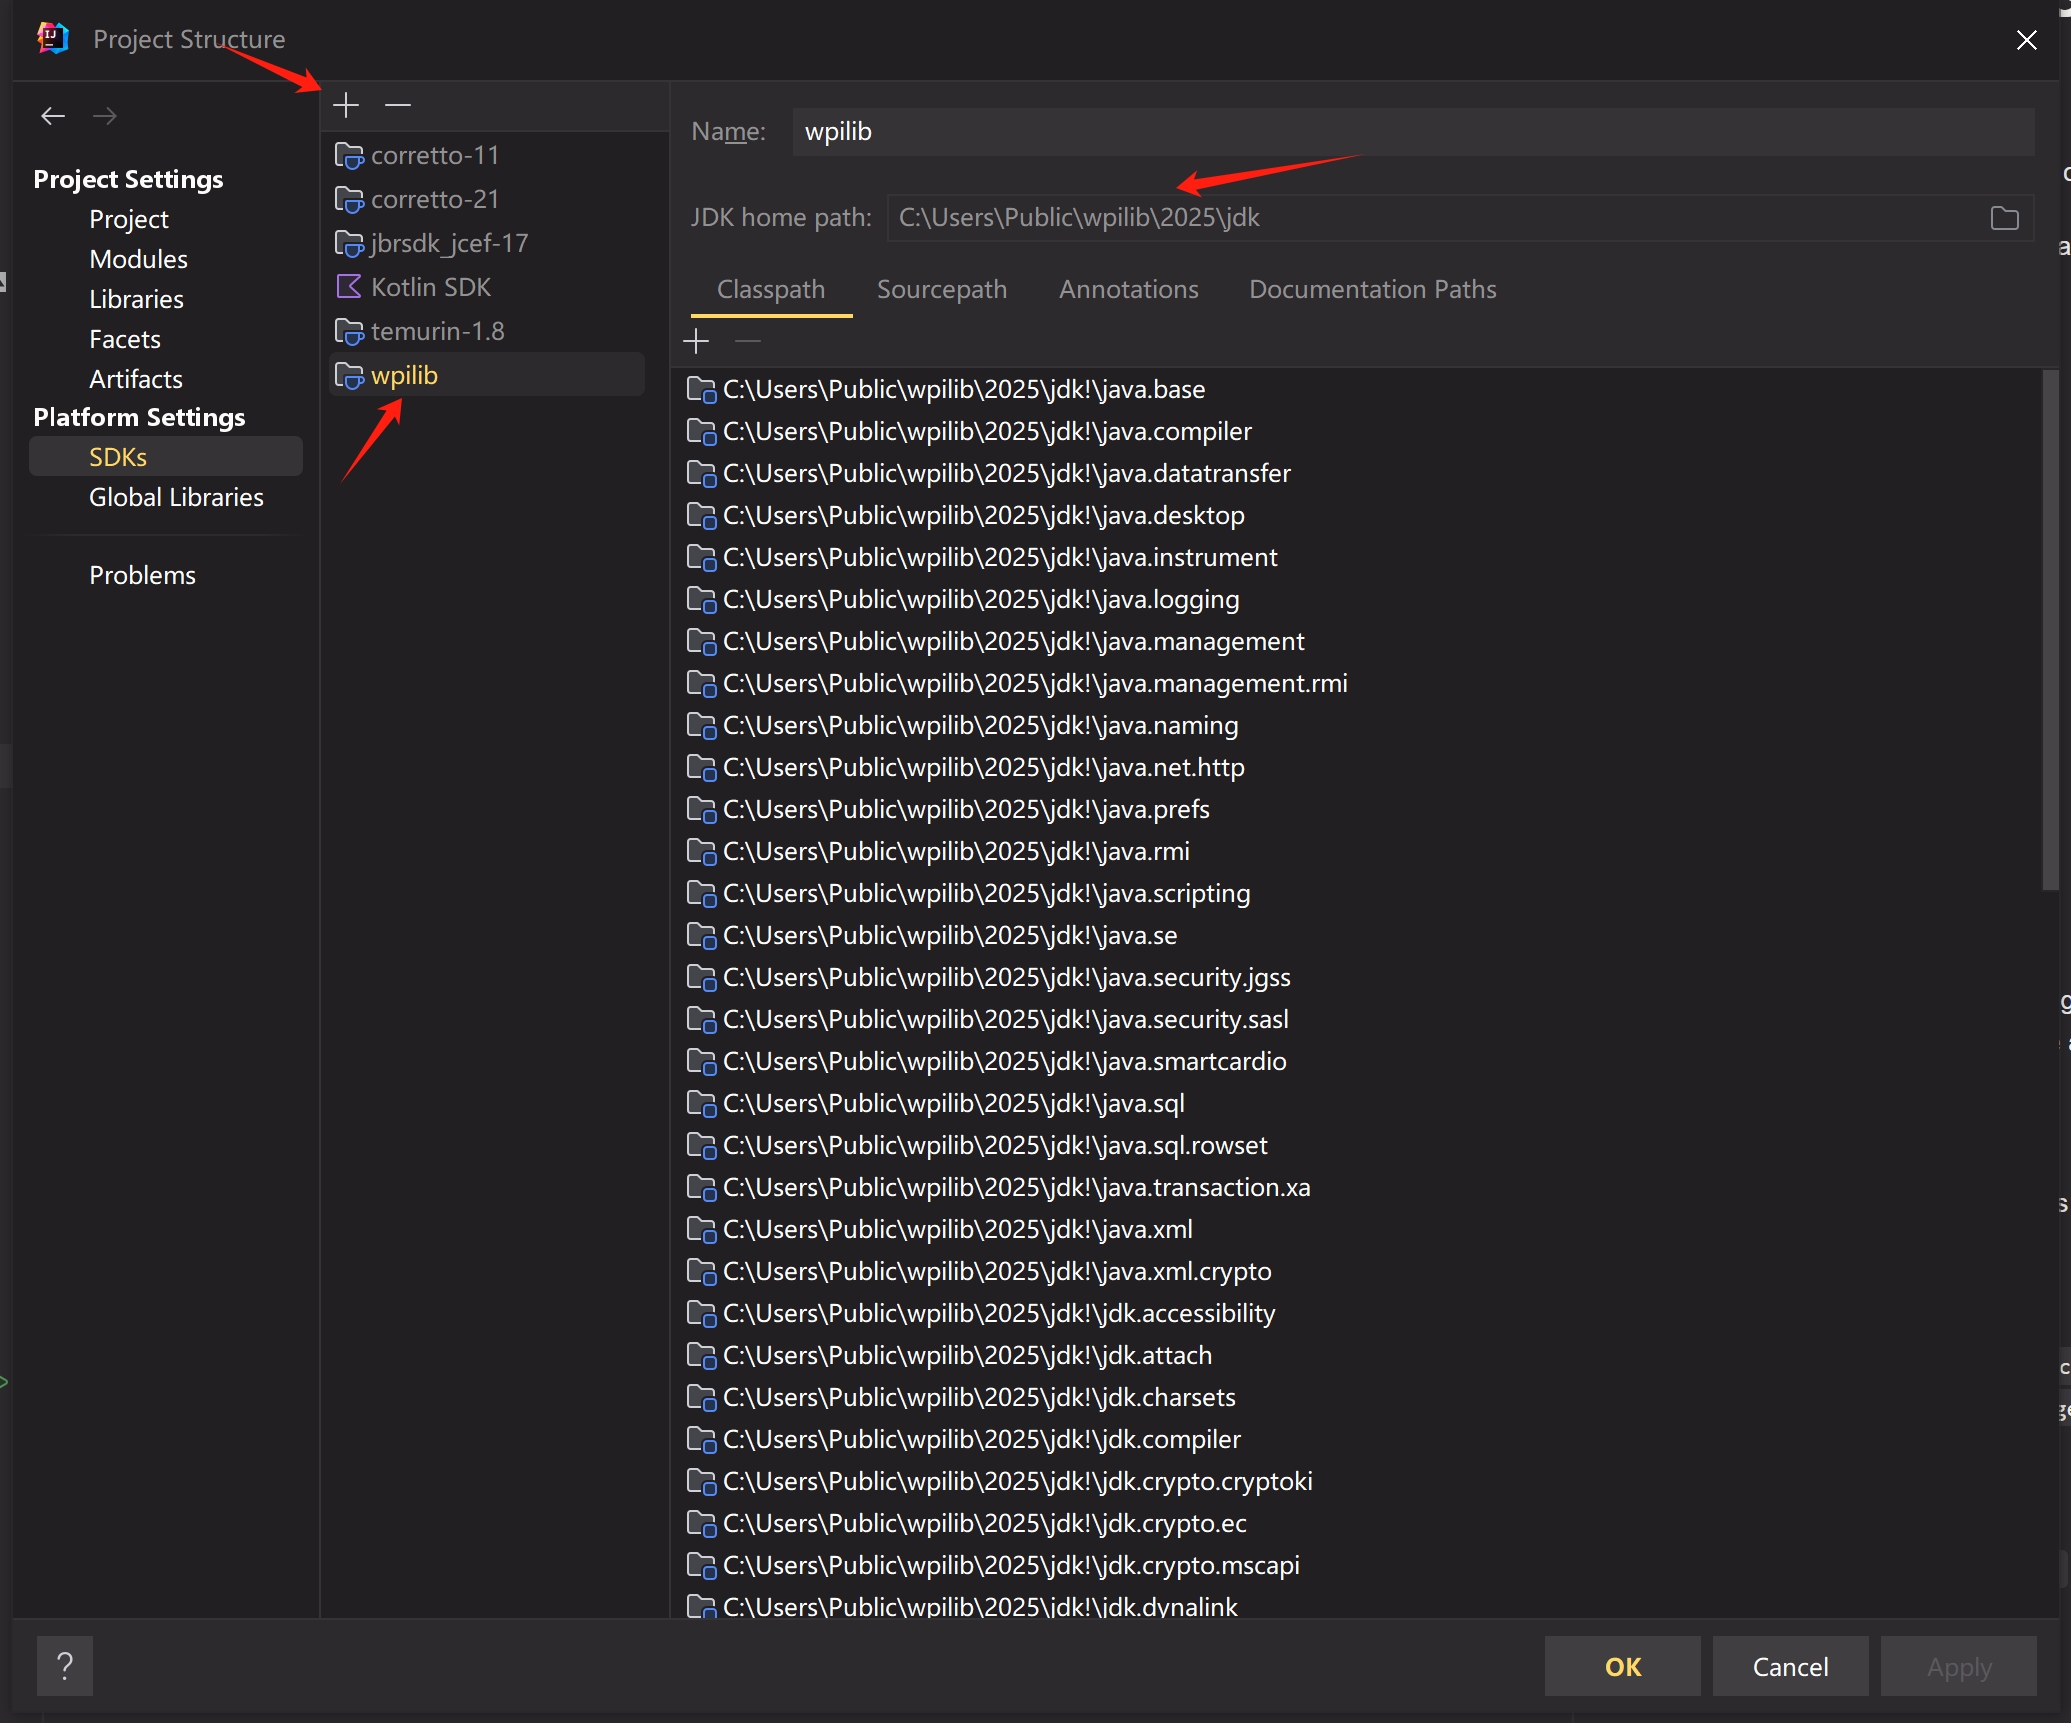 Project Structure
Project Settings
Project
Modules
Libraries
Facets
Artifacts
Platform Settings
SDKs
Global Libraries
Problems
corretto-11
corretto-21
jbrsdk_jcef-17
Kotlin SDK
temurin-1.8
wpilib
Name: wpilib
JDK home path: C:\Users\Public\wpilib\2025\jdk
Classpath Sourcepath Annotations Documentation Paths
C:\Users\Public\wpilib\2025\jdk!\java.base
C:\Users\Public\wpilib\2025\jdk!\java.compiler
C:\Users\Public\wpilib\2025\jdk!\java.datatransfer
C:\Users\Public\wpilib\2025\jdk!\java.desktop
C:\Users\Public\wpilib\2025\jdk!\java.instrument
C:\Users\Public\wpilib\2025\jdk!\java.logging
C:\Users\Public\wpilib\2025\jdk!\java.management
C:\Users\Public\wpilib\2025\jdk!\java.management.rmi
C:\Users\Public\wpilib\2025\jdk!\java.naming
C:\Users\Public\wpilib\2025\jdk!\java.net.http
C:\Users\Public\wpilib\2025\jdk!\java.prefs
C:\Users\Public\wpilib\2025\jdk!\java.rmi
C:\Users\Public\wpilib\2025\jdk!\java.scripting
C:\Users\Public\wpilib\2025\jdk!\java.se
C:\Users\Public\wpilib\2025\jdk!\java.security.jgss
C:\Users\Public\wpilib\2025\jdk!\java.security.sasl
C:\Users\Public\wpilib\2025\jdk!\java.smartcardio
C:\Users\Public\wpilib\2025\jdk!\java.sql
C:\Users\Public\wpilib\2025\jdk!\java.sql.rowset
C:\Users\Public\wpilib\2025\jdk!\java.transaction.xa
C:\Users\Public\wpilib\2025\jdk!\java.xml
C:\Users\Public\wpilib\2025\jdk!\java.xml.crypto
C:\Users\Public\wpilib\2025\jdk!\jdk.accessibility
C:\Users\Public\wpilib\2025\jdk!\jdk.attach
C:\Users\Public\wpilib\2025\jdk!\jdk.charsets
C:\Users\Public\wpilib\2025\jdk!\jdk.compiler
C:\Users\Public\wpilib\2025\jdk!\jdk.crypto.cryptoki
C:\Users\Public\wpilib\2025\jdk!\jdk.crypto.ec
C:\Users\Public\wpilib\2025\jdk!\jdk.crypto.mscapi
C:\Users\Public\wpilib\2025\jdk!\jdk.dynalink
? OK Cancel Apply